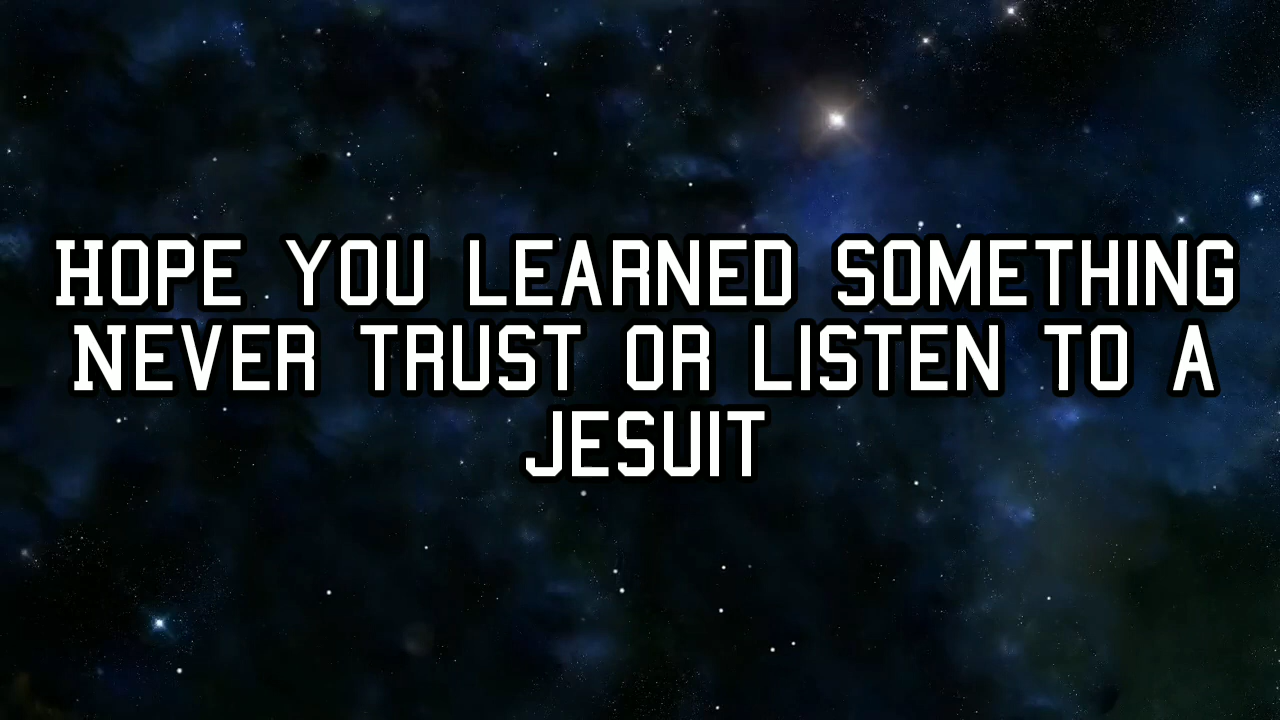 HOPE YOU LEARNED SOMETHING
NEVER TRUST OR LISTEN TO A
JESUIT